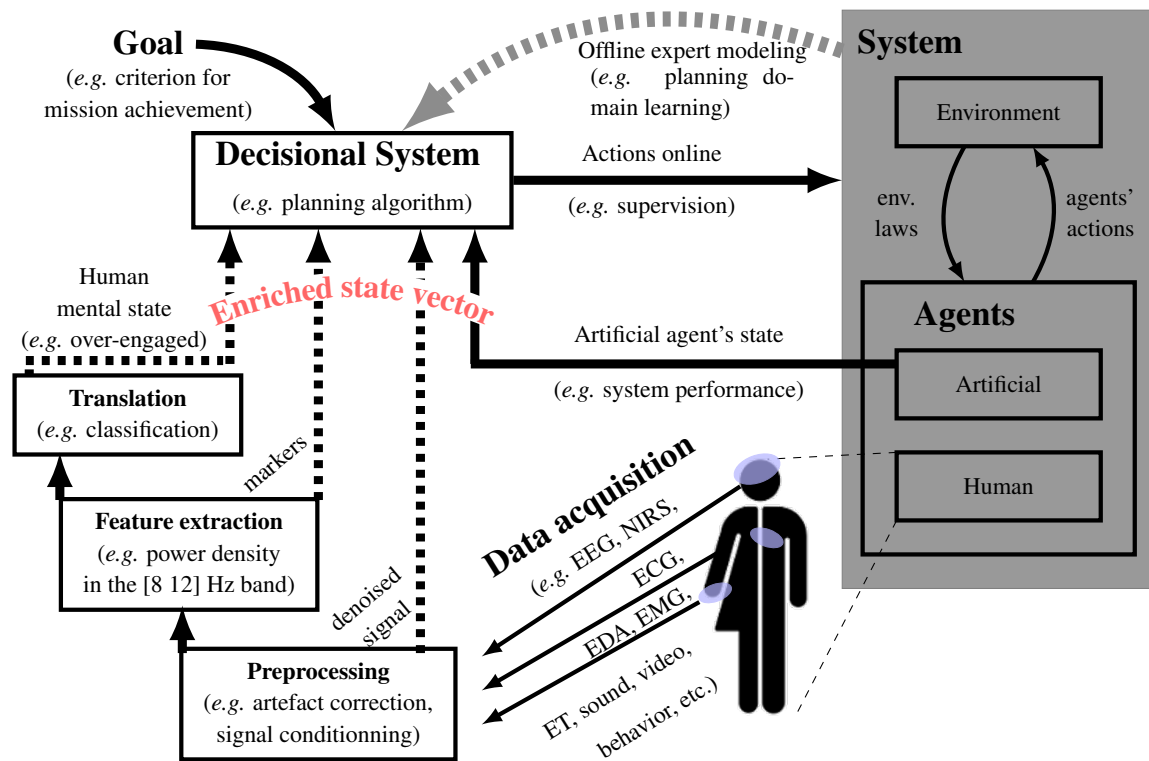 Goal
(e.g. criterion for
mission achievement)
Offline expert modeling
(e.g. planning do-
main learning)
System
Environment
env.
laws
agents'
actions
Agents
Artificial
Human
Decisional System
(e.g. planning algorithm)
Actions online
(e.g. supervision)
Enriched state vector
Human
mental state
(e.g. over-engaged)
Artificial agent's state
(e.g. system performance)
Translation
(e.g. classification)
markers
Feature extraction
(e.g. power density
in the [8 12] Hz band)
denoised
signal
Preprocessing
(e.g. artefact correction,
signal conditionning)
Data acquisition
(e.g. EEG, NIRS,
ECG,
EDA, EMG,
ET, sound, video,
behavior, etc.)